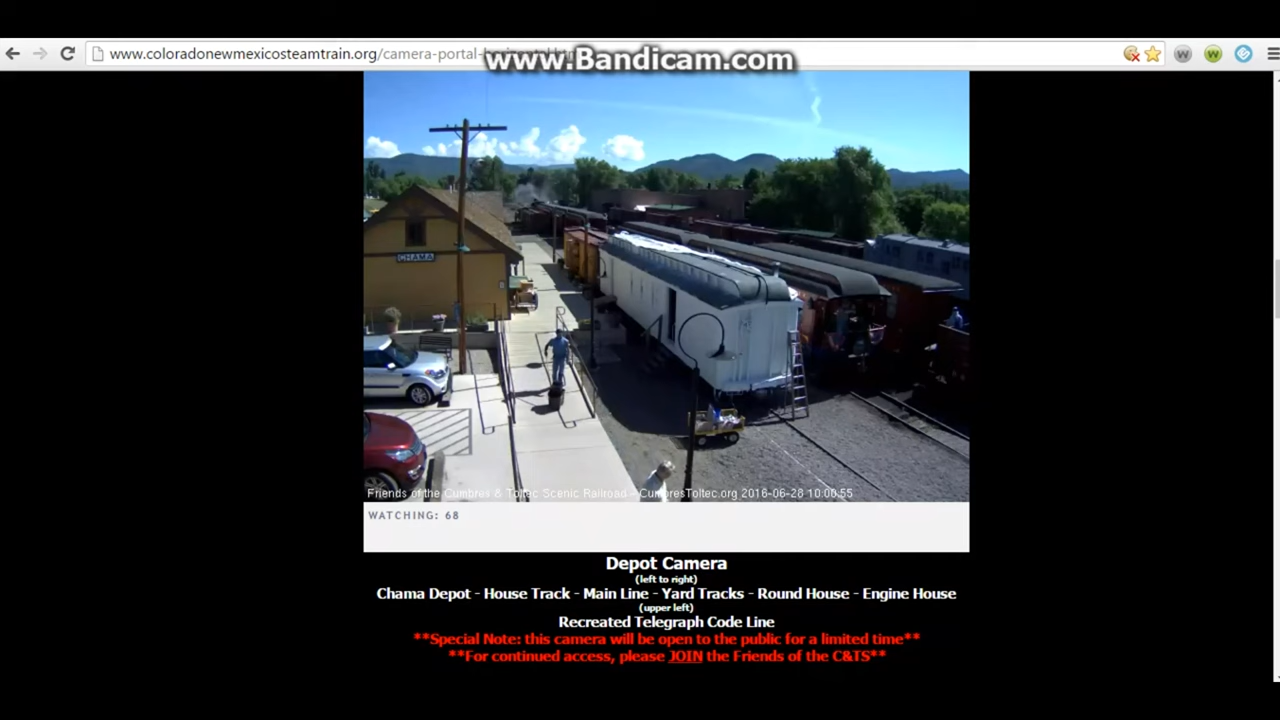 www.Bandicam.com
www.coloradonewmexicosteamtrain.org/camera-portal-
CHAMA
Friends of the Cumbres & Toltec Scenic Railroad - CumbresToltec.org 2016-06-28 10:00:55
WATCHING: 68
Depot Camera
(left to right)
Chama Depot - House Track - Main Line - Yard Tracks - Round House - Engine House
(upper left)
Recreated Telegraph Code Line
**Special Note: this camera will be open to the public for a limited time**
**For continued access, please JOIN the Friends of the C&TS**